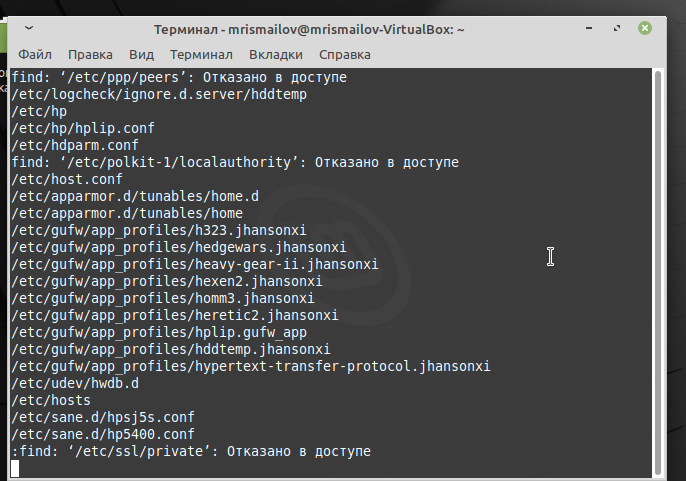 Терминал - mrismailov@mrismailov-VirtualBox: ~
Файл Правка Вид Терминал Вкладки Справка
find: ‘/etc/ppp/peers’: Отказано в доступе
/etc/logcheck/ignore.d.server/hddtemp
/etc/hp
/etc/hp/hplip.conf
/etc/hdparm.conf
find: ‘/etc/polkit-1/localauthority’: Отказано в доступе
/etc/host.conf
/etc/apparmor.d/tunables/home.d
/etc/apparmor.d/tunables/home
/etc/gufw/app_profiles/h323.jhansonxi
/etc/gufw/app_profiles/hedgewars.jhansonxi
/etc/gufw/app_profiles/heavy-gear-ii.jhansonxi
/etc/gufw/app_profiles/hexen2.jhansonxi
/etc/gufw/app_profiles/homm3.jhansonxi
/etc/gufw/app_profiles/heretic2.jhansonxi
/etc/gufw/app_profiles/hplip.gufw_app
/etc/gufw/app_profiles/hddtemp.jhansonxi
/etc/gufw/app_profiles/hypertext-transfer-protocol.jhansonxi
/etc/udev/hwdb.d
/etc/hosts
/etc/sane.d/hpsj5s.conf
/etc/sane.d/hp5400.conf
:find: ‘/etc/ssl/private’: Отказано в доступе